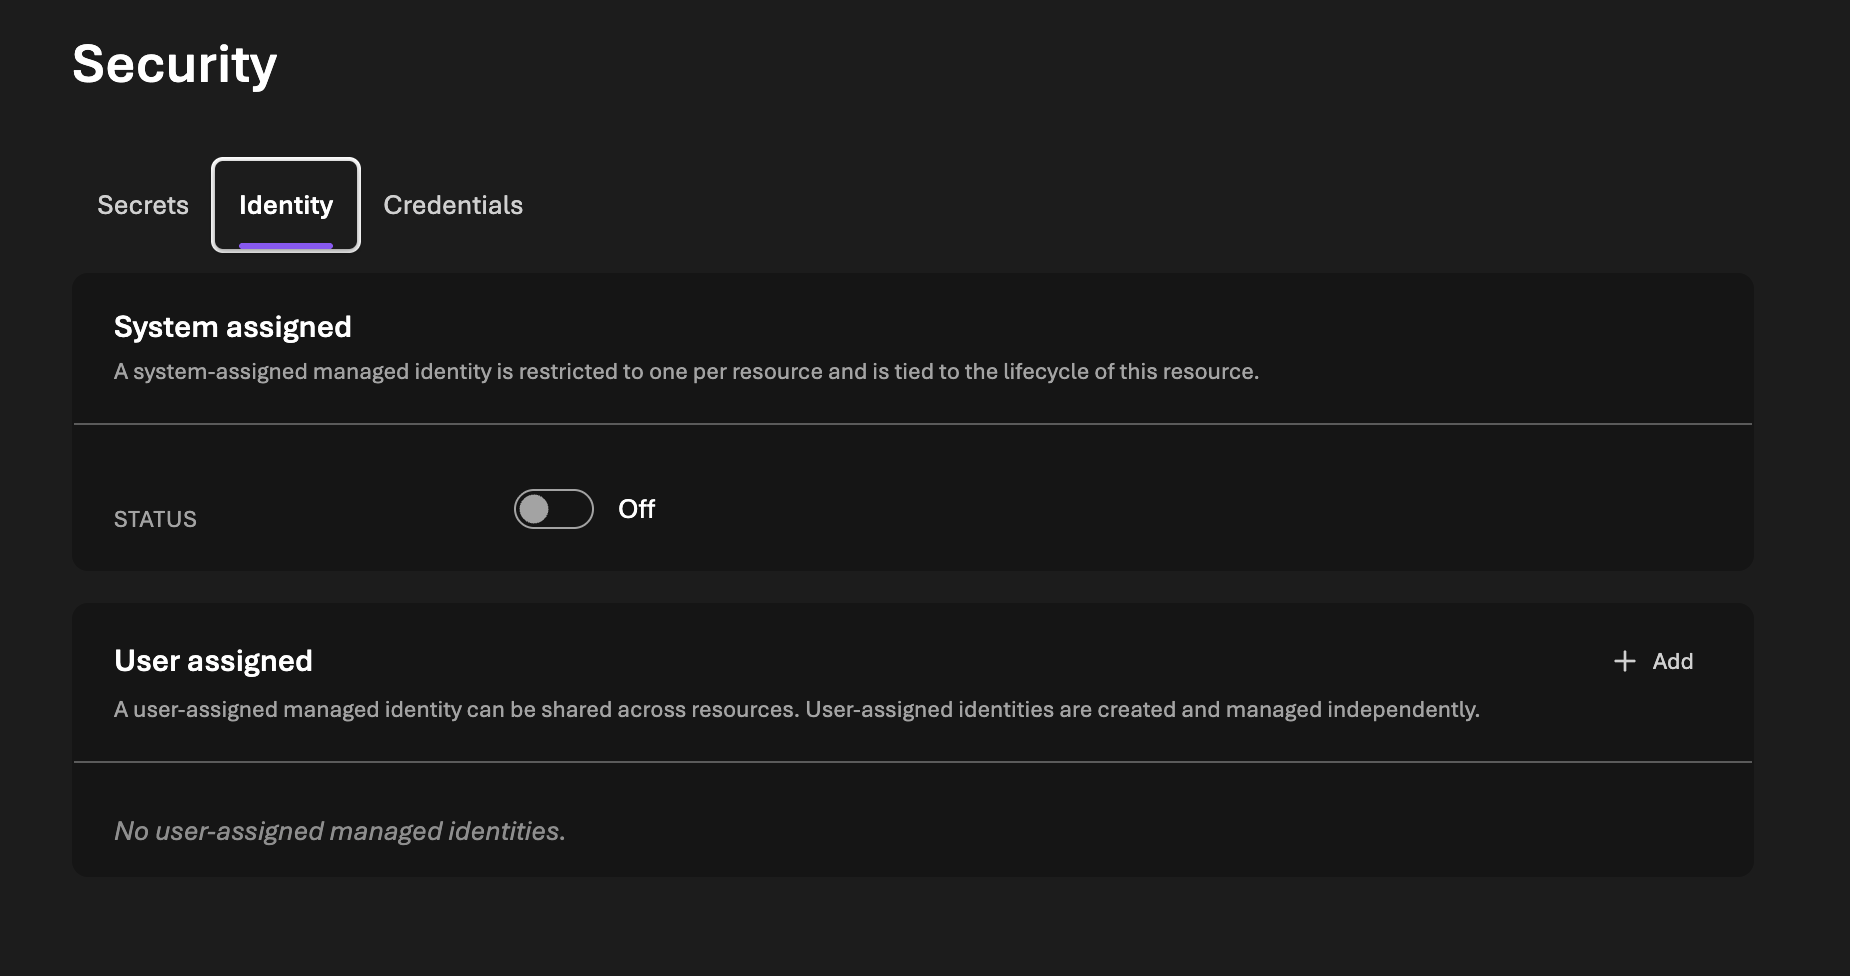 Security
Secrets Identity Credentials
System assigned
A system-assigned managed identity is restricted to one per resource and is tied to the lifecycle of this resource.
STATUS Off
User assigned + Add
A user-assigned managed identity can be shared across resources. User-assigned identities are created and managed independently.
No user-assigned managed identities.